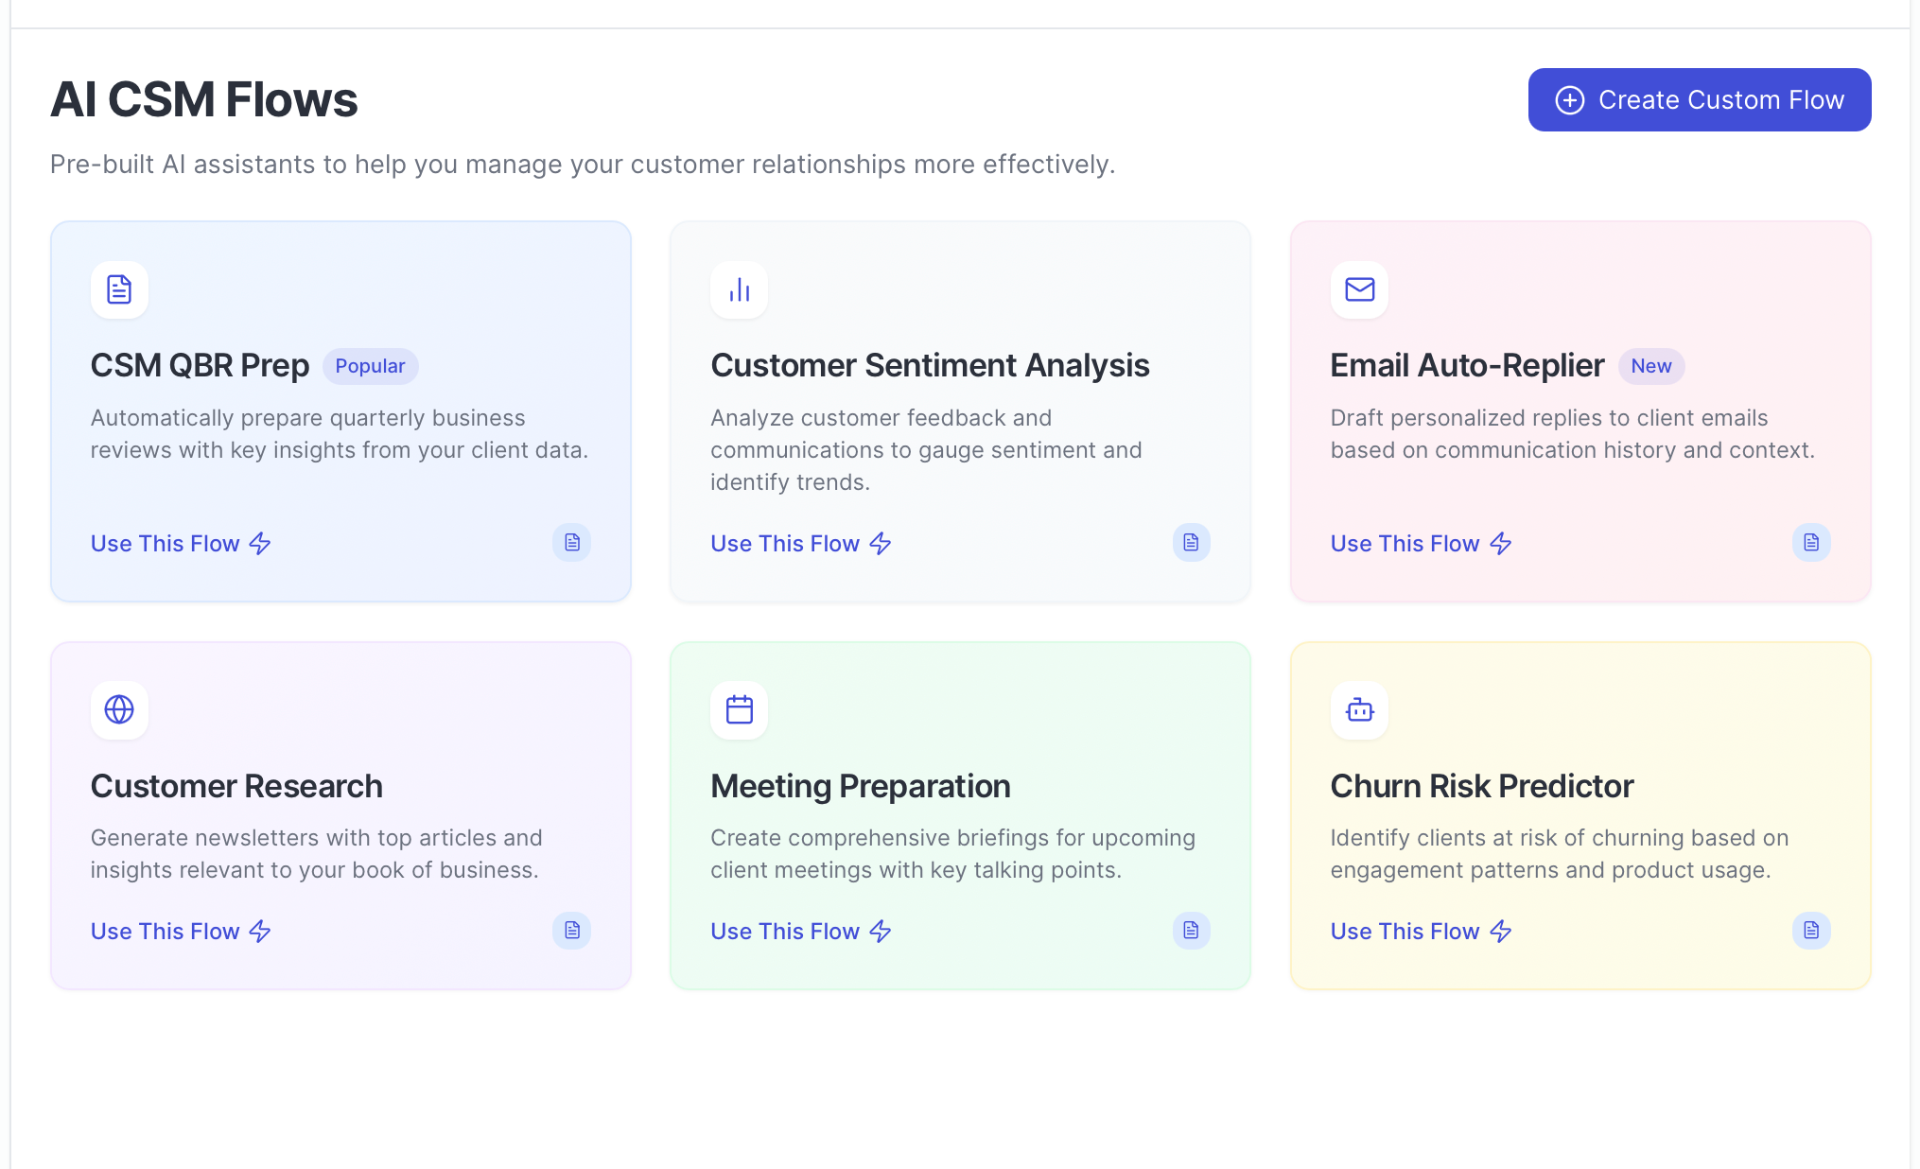 AI CSM Flows
Create Custom Flow
Pre-built AI assistants to help you manage your customer relationships more effectively.
CSM QBR Prep Popular
Automatically prepare quarterly business
reviews with key insights from your client data.
Use This Flow
Customer Sentiment Analysis
Analyze customer feedback and
communications to gauge sentiment and
identify trends.
Use This Flow
Email Auto-Replier New
Draft personalized replies to client emails
based on communication history and context.
Use This Flow
Customer Research
Generate newsletters with top articles and
insights relevant to your book of business.
Use This Flow
Meeting Preparation
Create comprehensive briefings for upcoming
client meetings with key talking points.
Use This Flow
Churn Risk Predictor
Identify clients at risk of churning based on
engagement patterns and product usage.
Use This Flow